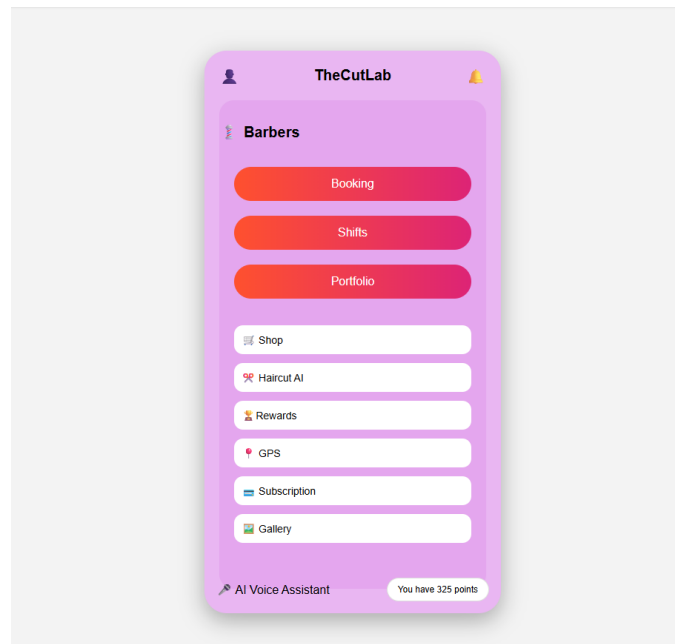 TheCutLab
Barbers
Booking
Shifts
Portfolio
Shop
Haircut AI
Rewards
GPS
Subscription
Gallery
AI Voice Assistant
You have 325 points